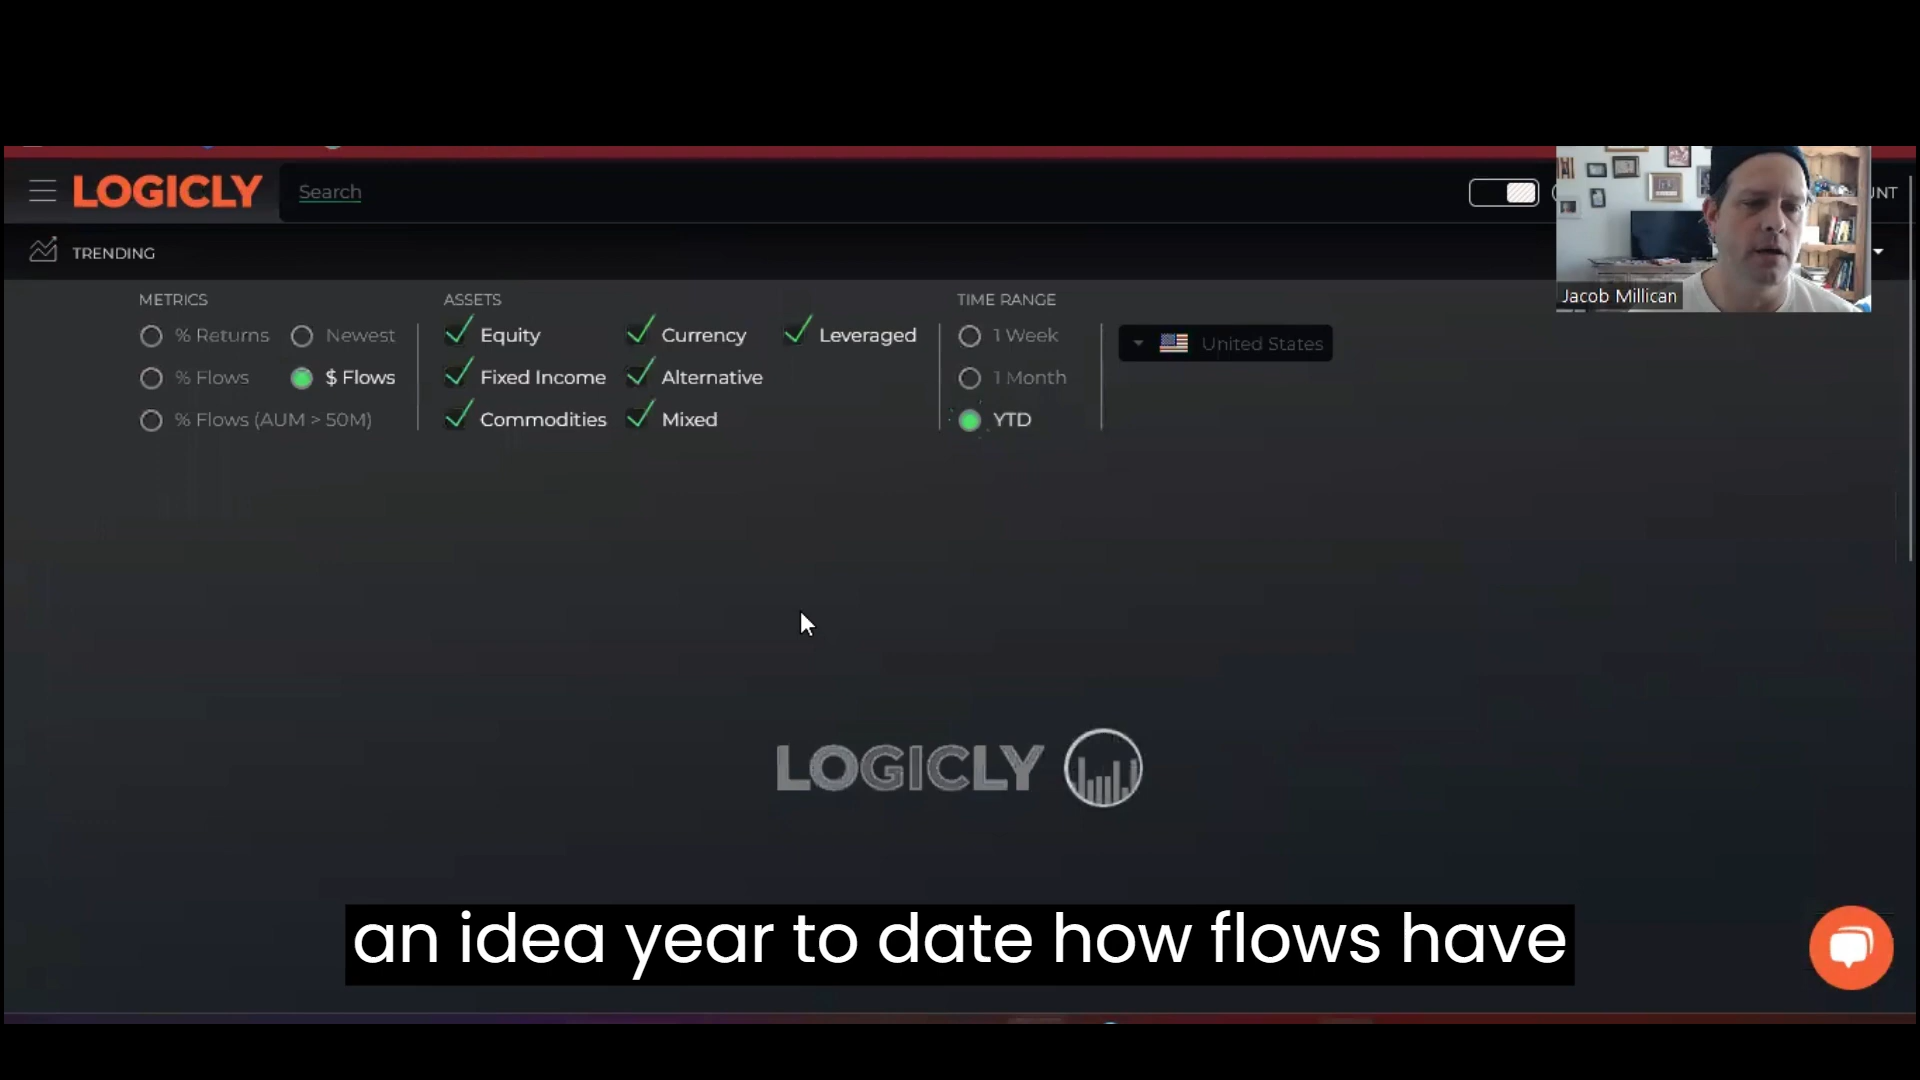 LOGICLY
Search
UNT
TRENDING
Jacob Millican
METRICS
% Returns
Newest
% Flows
$ Flows
% Flows (AUM > 50M)
ASSETS
Equity
Currency
Leveraged
Fixed Income
Alternative
Commodities
Mixed
TIME RANGE
1 Week
1 Month
YTD
United States
LOGICLY
an idea year to date how flows have